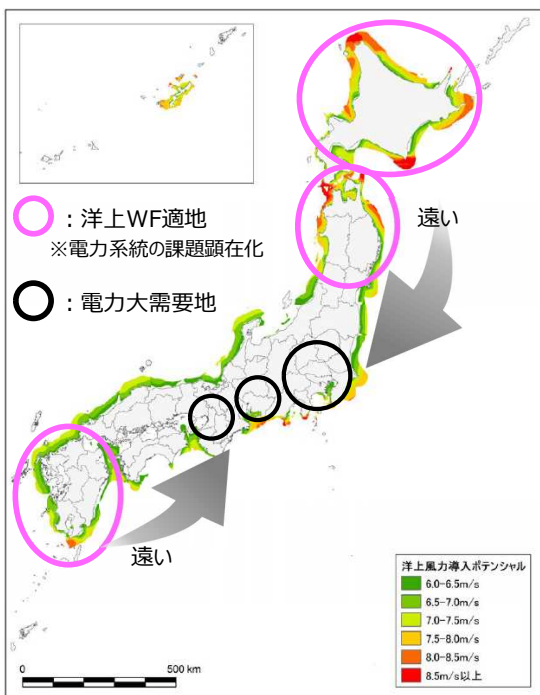 ：洋上WF適地
※電力系統の課題顕在化
：電力大需要地
遠い
遠い
洋上風力導入ポテンシャル
6.0-6.5m/s
6.5-7.0m/s
7.0-7.5m/s
7.5-8.0m/s
8.0-8.5m/s
8.5m/s以上
0 500 km